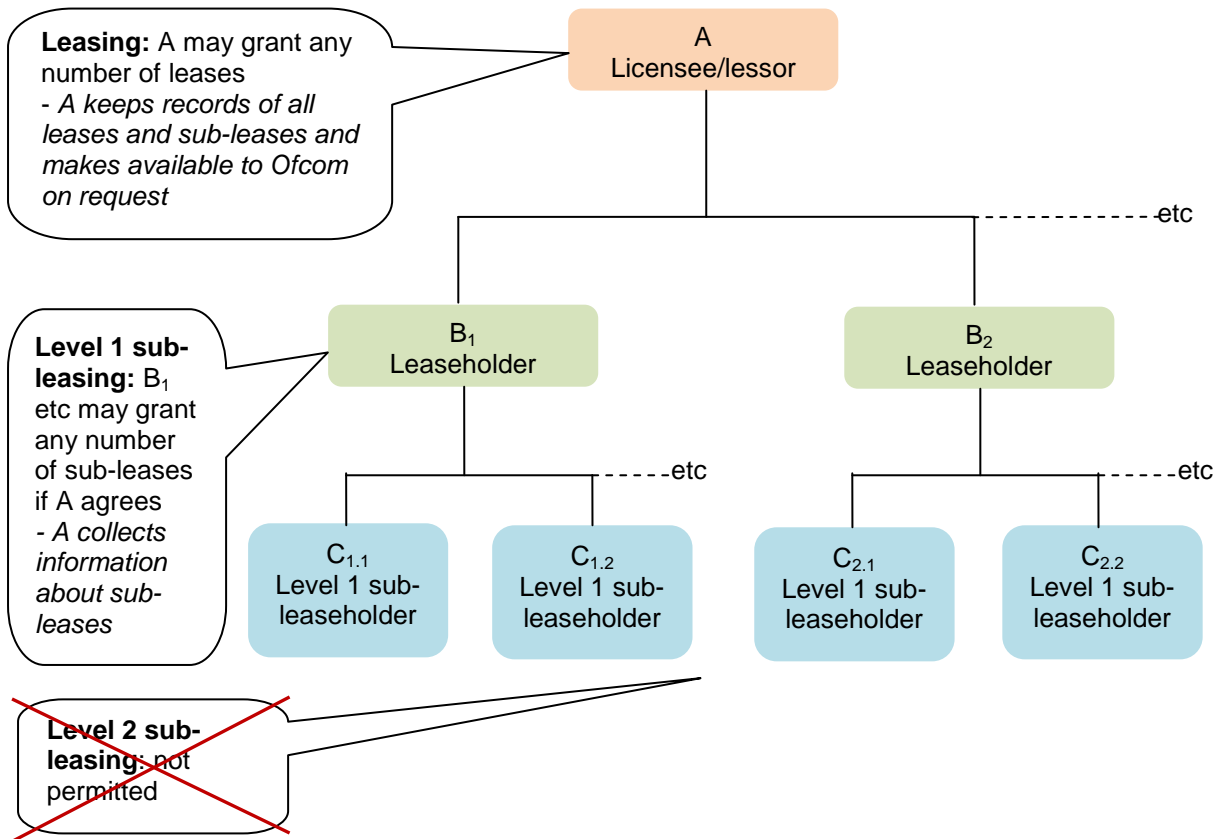 Leasing: A may grant any
number of leases
- A keeps records of all
leases and sub-leases and
makes available to Ofcom
on request
A
Licensee/lessor
etc
Level 1 sub-
leasing: B₁
etc may grant
any number
of sub-leases
if A agrees
- A collects
information
about sub-
leases
B₁
Leaseholder
B₂
Leaseholder
etc
etc
C₁.₁
Level 1 sub-
leaseholder
C₁.₂
Level 1 sub-
leaseholder
C₂.₁
Level 1 sub-
leaseholder
C₂.₂
Level 1 sub-
leaseholder
Level 2 sub-
leasing: not
permitted